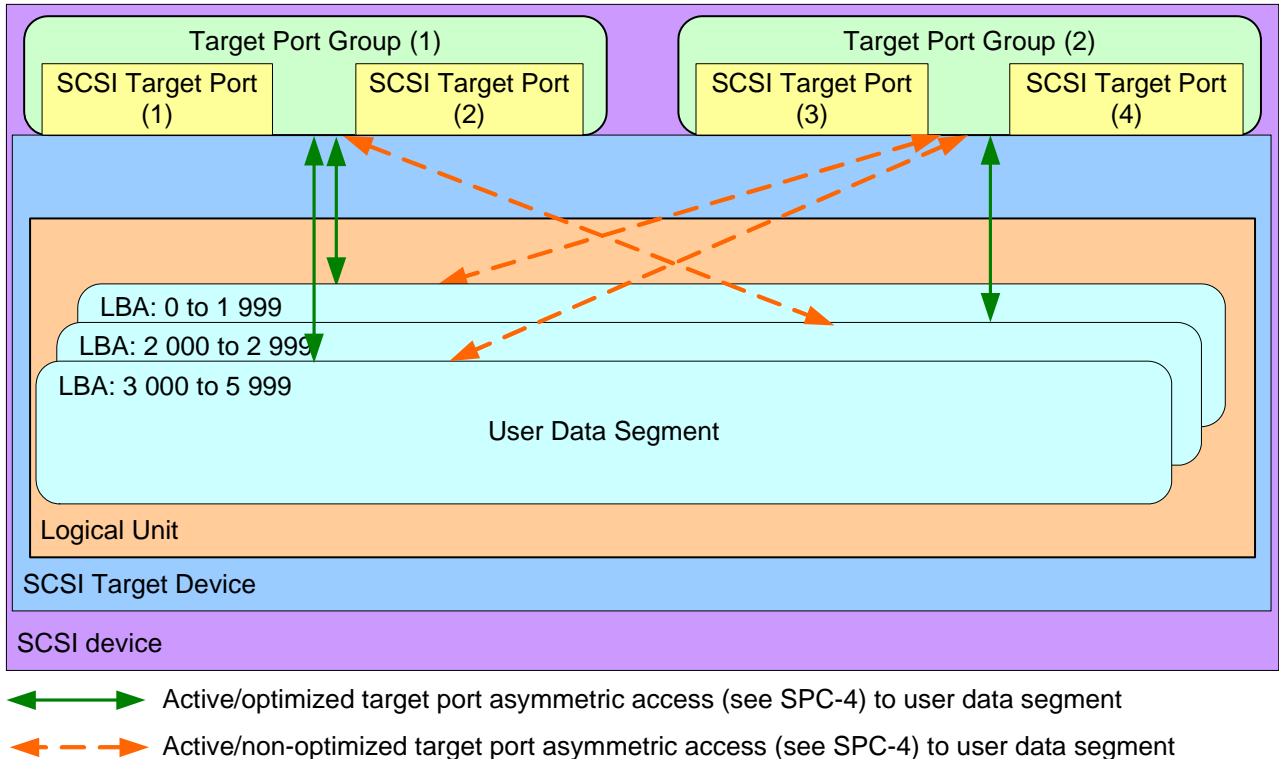 Target Port Group (1)
Target Port Group (2)
SCSI Target Port
(1)
SCSI Target Port
(2)
SCSI Target Port
(3)
SCSI Target Port
(4)
LBA: 0 to 1 999
LBA: 2 000 to 2 999
LBA: 3 000 to 5 999
User Data Segment
Logical Unit
SCSI Target Device
SCSI device
Active/optimized target port asymmetric access (see SPC-4) to user data segment
Active/non-optimized target port asymmetric access (see SPC-4) to user data segment